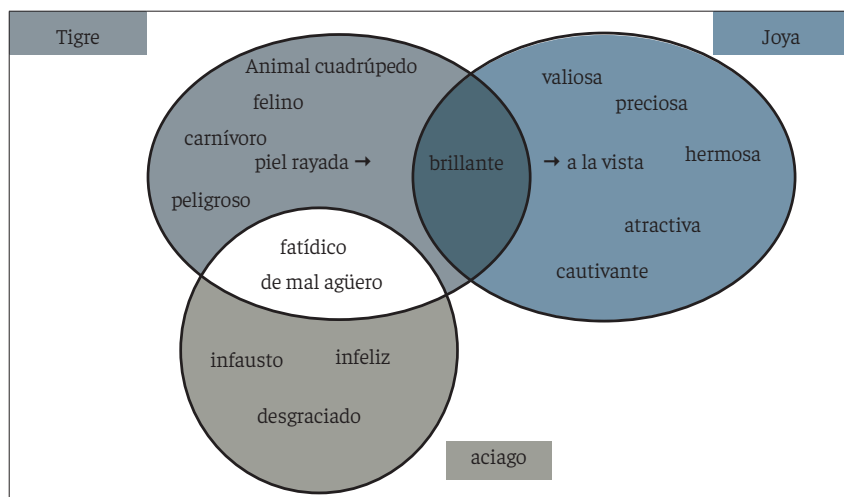 Tigre
Joya
Animal cuadrúpedo
felino
carnívoro
piel rayada →
peligroso
brillante
valiosa
preciosa
→ a la vista
hermosa
atractiva
cautivante
fatídico
de mal agüero
infausto
infeliz
desgraciado
aciago